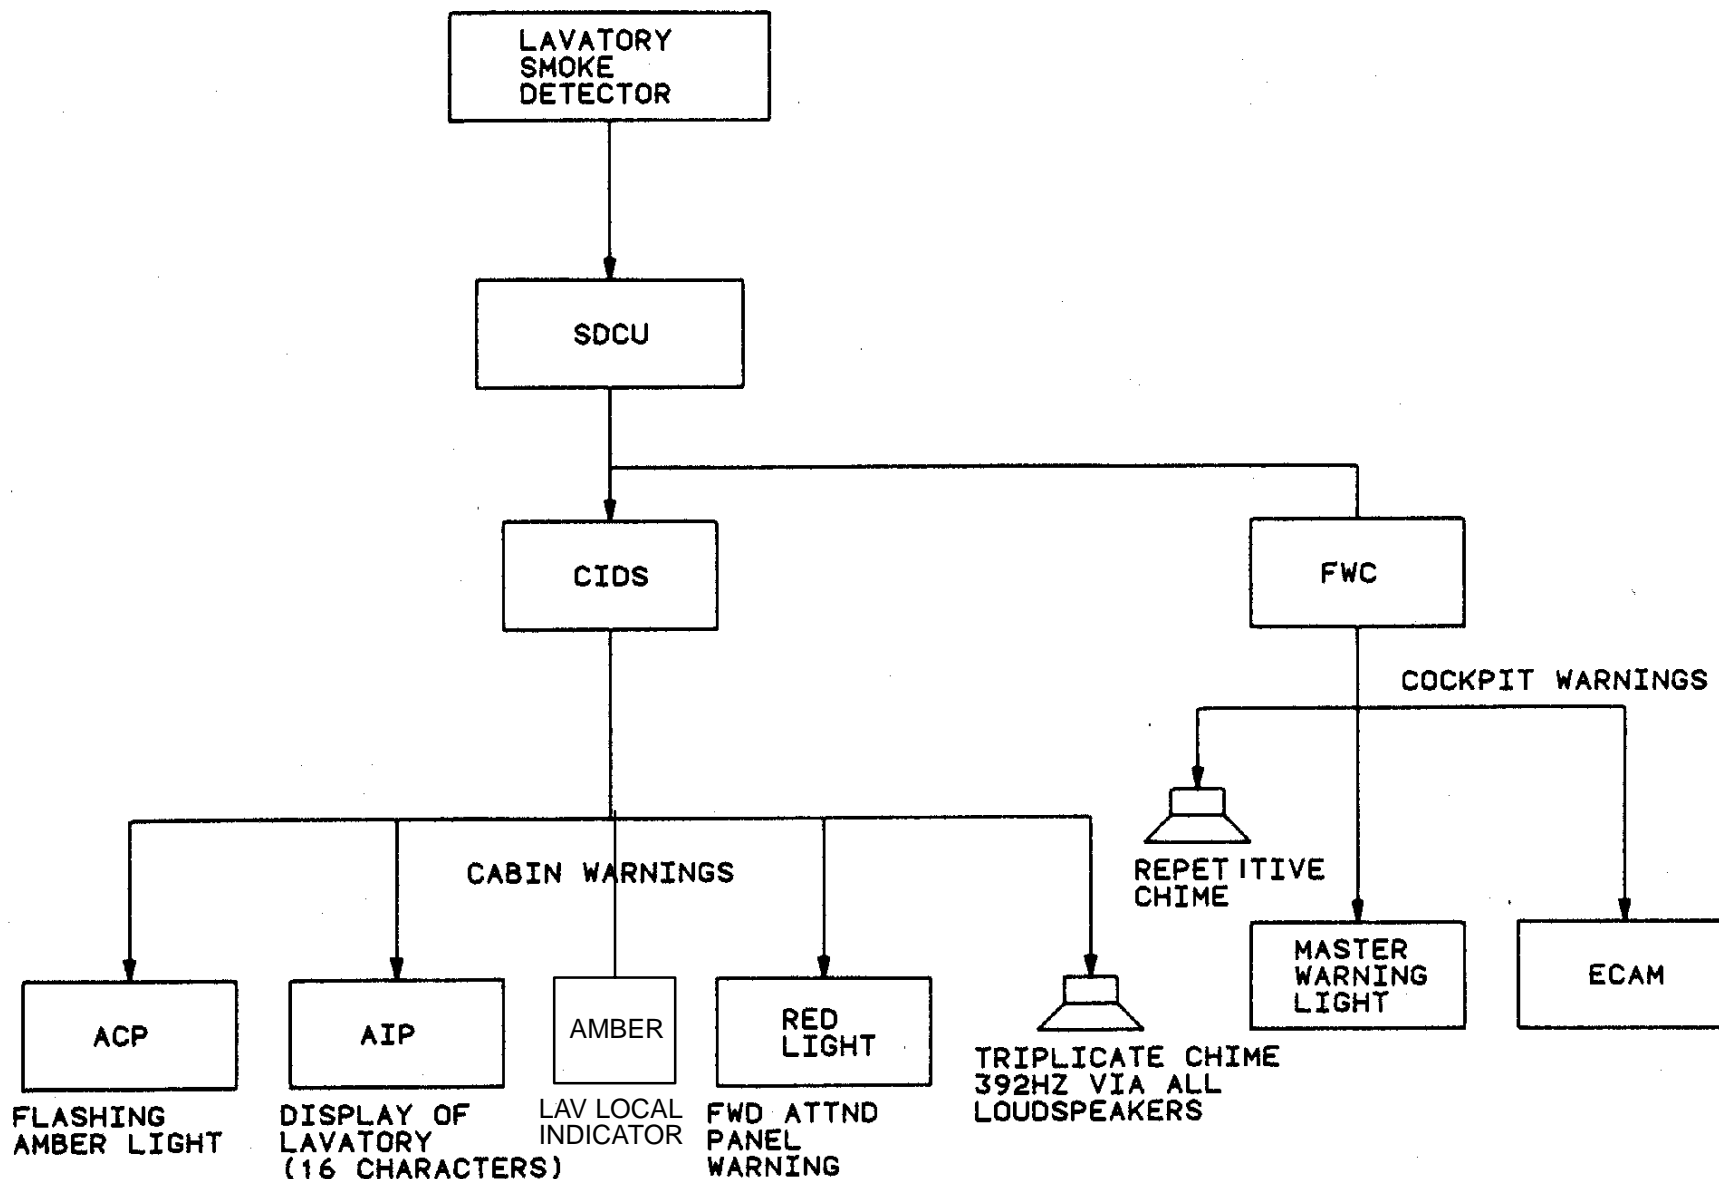 LAVATORY
SMOKE
DETECTOR
SDCU
CIDS
FWC
COCKPIT WARNINGS
CABIN WARNINGS
REPETITIVE
CHIME
MASTER
WARNING
LIGHT
ECAM
ACP
AIP
AMBER
RED
LIGHT
FLASHING
AMBER LIGHT
DISPLAY OF
LAVATORY
(16 CHARACTERS)
LAV LOCAL
INDICATOR
FWD ATTND
PANEL
WARNING
TRIPLICATE CHIME
392HZ VIA ALL
LOUDSPEAKERS